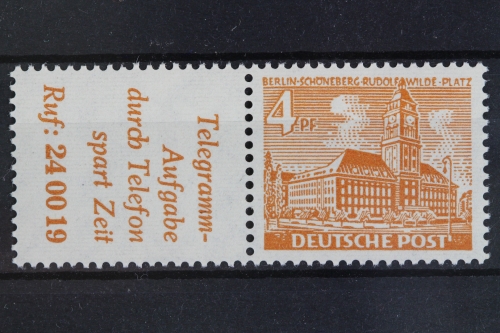 Telegramm-
Aufgabe
durch Telefon
spart Zeit
Ruf: 24 00 19
BERLIN-SCHÖNEBERG·RUDOLF-WILDE-PLATZ
4 PF
DEUTSCHE POST